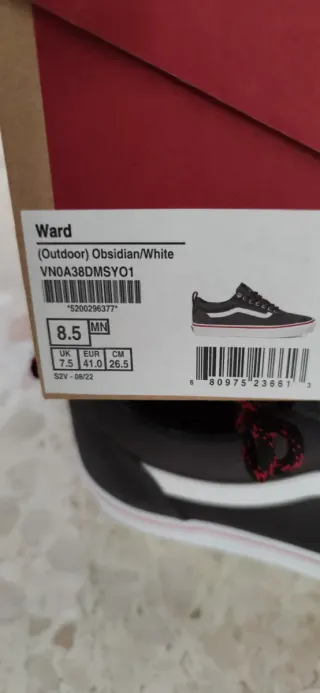 Ward
(Outdoor) Obsidian/White
VN0A38DMSYO1
*5200296377*
8.5 MN
UK EUR CM
7.5 41.0 26.5
S2V - 08/22
6 80975 23661 3